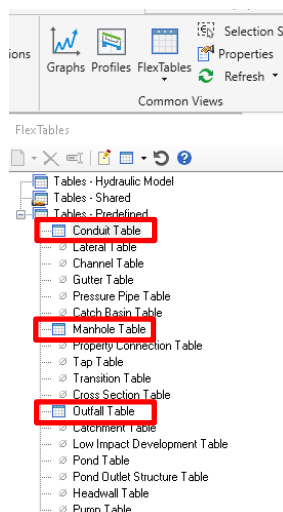 Selection S
ions
Graphs Profiles FlexTables
Properties
Refresh
Common Views
FlexTables
Tables - Hydraulic Model
Tables - Shared
Tables - Predefined
Conduit Table
Lateral Table
Channel Table
Gutter Table
Pressure Pipe Table
Catch Basin Table
Manhole Table
Property Connection Table
Tap Table
Transition Table
Cross Section Table
Outfall Table
Catchment Table
Low Impact Development Table
Pond Table
Pond Outlet Structure Table
Headwall Table
Pump Table